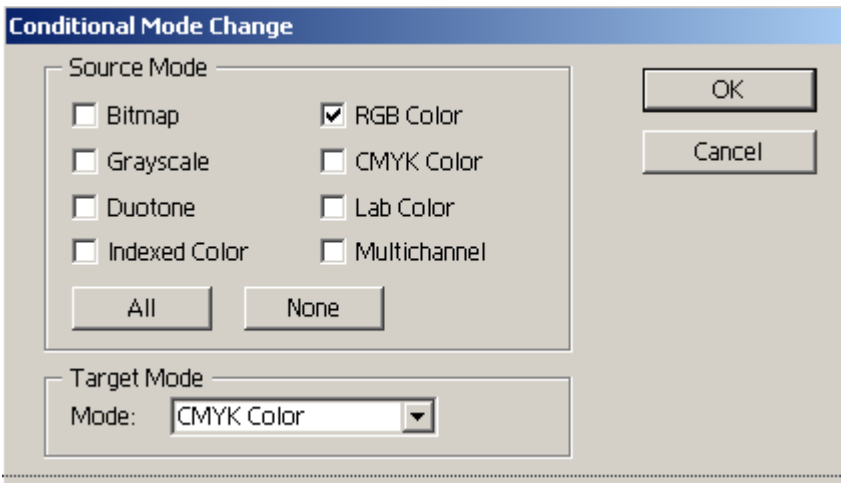 Conditional Mode Change
Source Mode
Bitmap
RGB Color
Grayscale
CMYK Color
Duotone
Lab Color
Indexed Color
Multichannel
All
None
OK
Cancel
Target Mode
Mode: CMYK Color